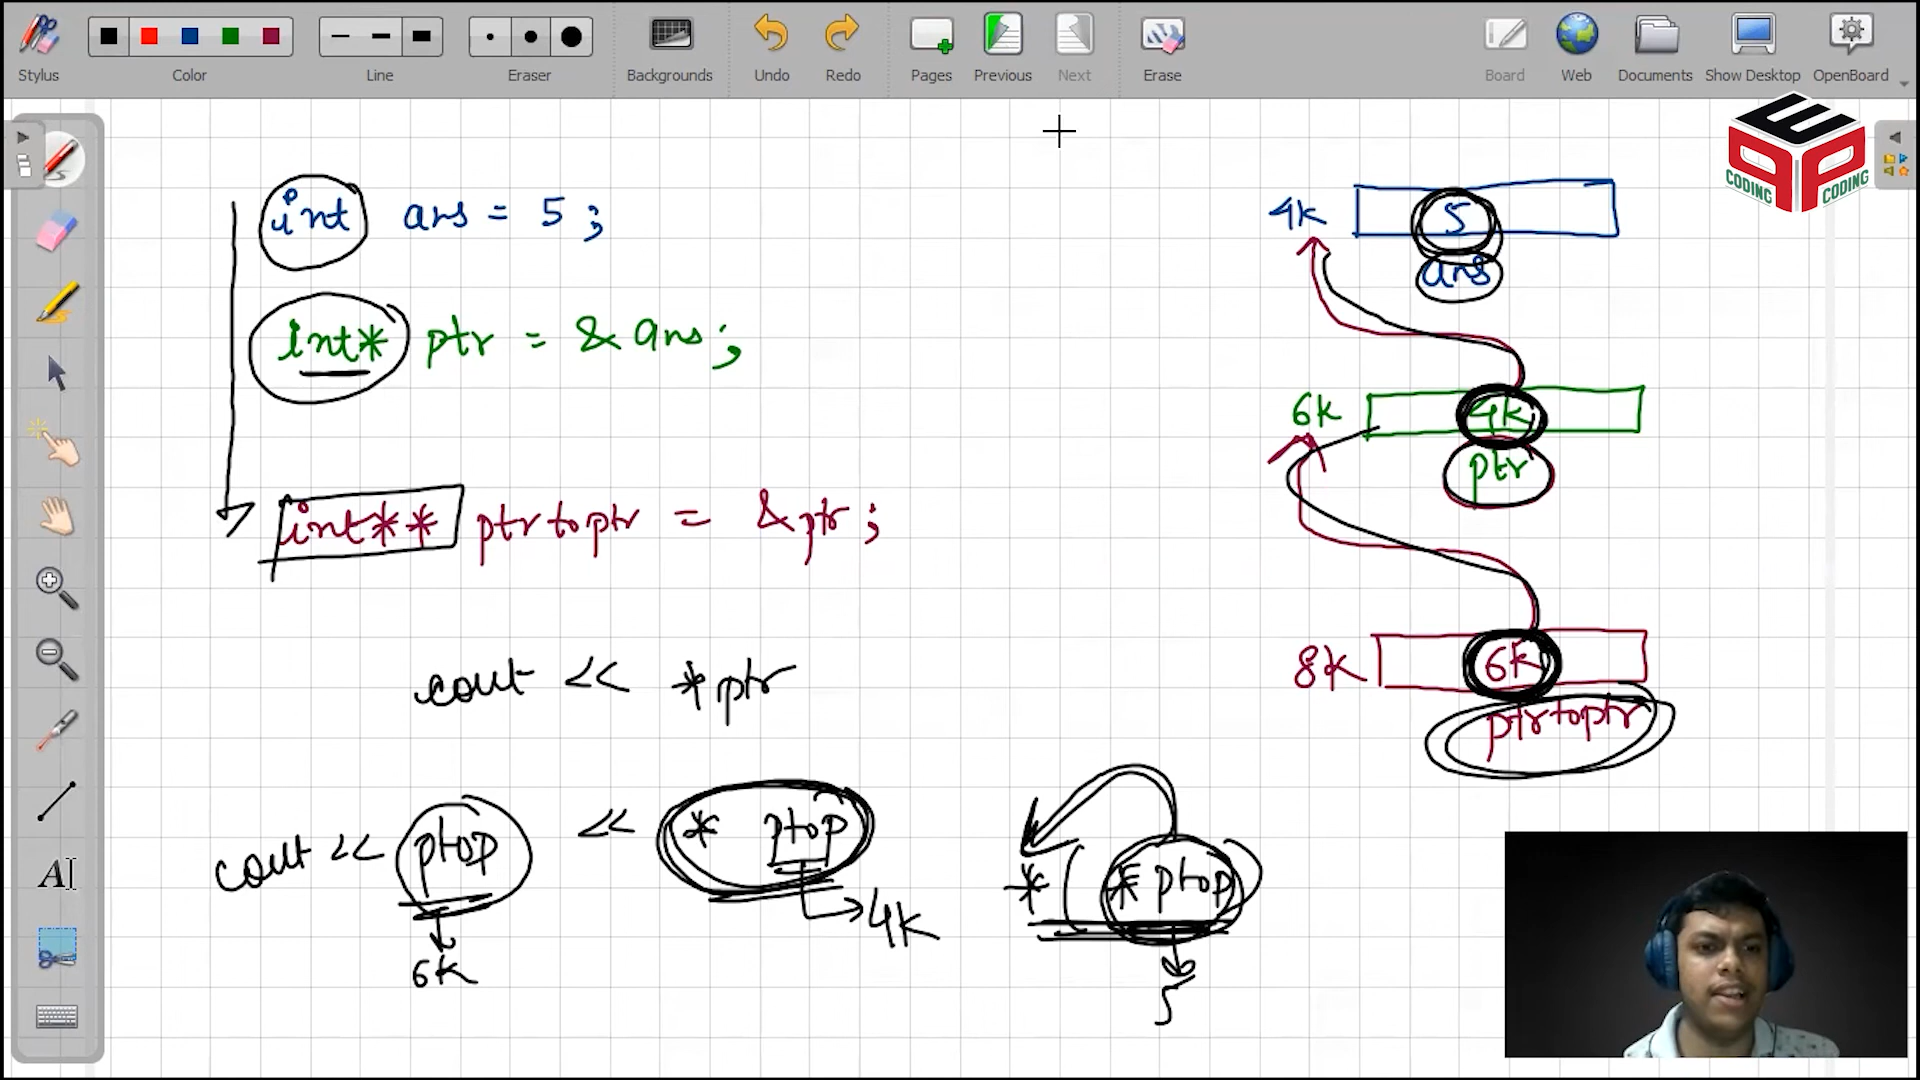 Stylus
Color
Line
Eraser
Backgrounds
Undo
Redo
Pages
Previous
Next
Erase
Board
Web
Documents
Show Desktop
OpenBoard
PEP
CODING CODING
int ans = 5 ;
int* ptr = &ans ;
int** ptrtoptr = &ptr ;
cout << *ptr
cout << ptop << * ptop *( * ptop )
6K
4K
5
4K 5
ans
6K 4K
ptr
8K 6K
ptrtoptr
A